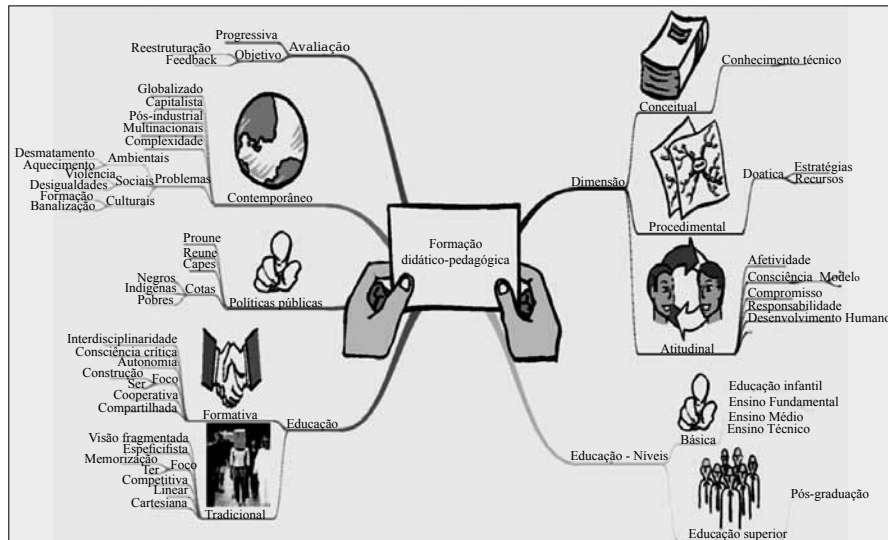 Progressiva
Avaliação
Reestruturação
Objetivo
Feedback
Globalizado
Capitalista
Pós-industrial
Multinacionais
Complexidade
Desmatamento
Ambientais
Aquecimento
Violência
Sociais
Problemas
Desigualdades
Formação
Culturais
Banalização
Contemporâneo
Proune
Reune
Capes
Negros
Indígenas
Cotas
Pobres
Políticas públicas
Interdisciplinaridade
Consciência crítica
Autonomia
Construção
Foco
Ser
Cooperativa
Compartilhada
Formativa
Educação
Visão fragmentada
Espeficifista
Memorização
Foco
Ter
Competitiva
Linear
Cartesiana
Tradicional
Formação
didático-pedagógica
Conceitual
Conhecimento técnico
Dimensão
Procedimental
Doatica
Estratégias
Recursos
Atitudinal
Afetividade
Consciência Modelo
Compromisso
Responsabilidade
Desenvolvimento Humano
Educação - Níveis
Básica
Educação infantil
Ensino Fundamental
Ensino Médio
Ensino Técnico
Educação superior
Pós-graduação